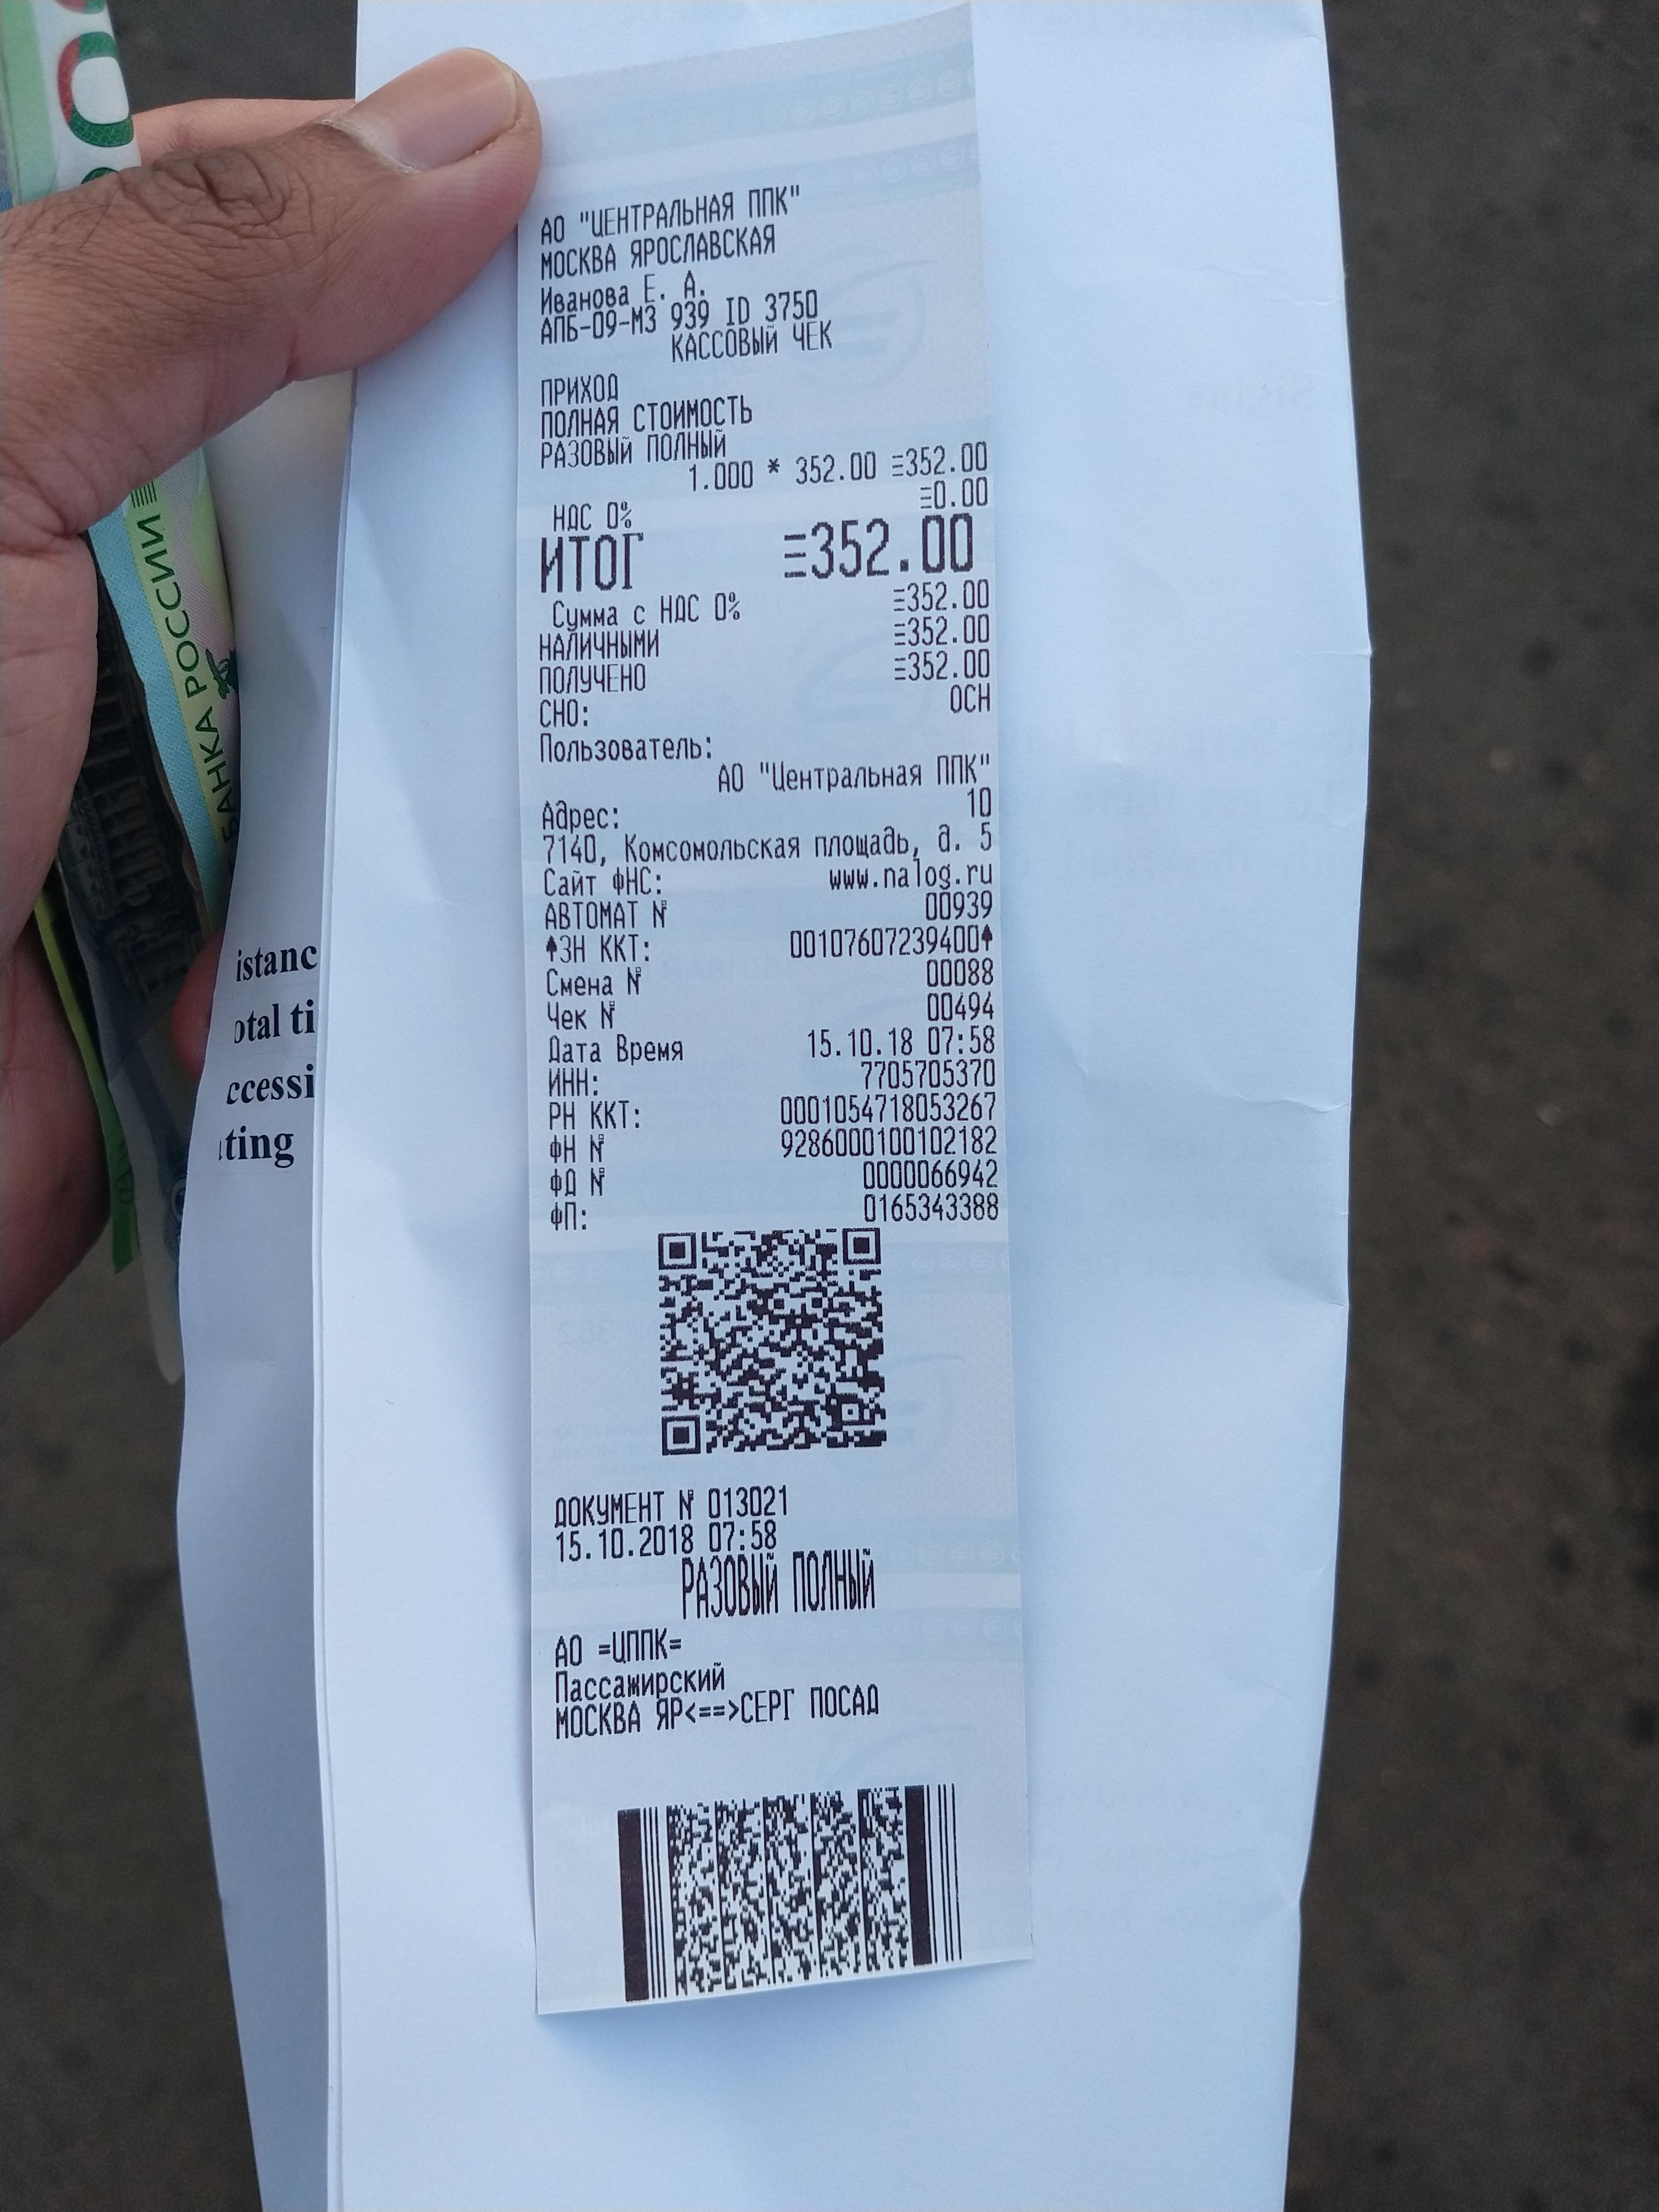 АО "ЦЕНТРАЛЬНАЯ ППК"
МОСКВА ЯРОСЛАВСКАЯ
Иванова Е. А.
АПБ-09-МЗ 939 ID 3750
КАССОВЫЙ ЧЕК
ПРИХОД
ПОЛНАЯ СТОИМОСТЬ
РАЗОВЫЙ ПОЛНЫЙ
1.000 * 352.00 ≡352.00
НДС 0% ≡0.00
ИТОГ ≡352.00
Сумма с НДС 0% ≡352.00
НАЛИЧНЫМИ ≡352.00
ПОЛУЧЕНО ≡352.00
СНО: ОСН
Пользователь:
АО "Центральная ППК"
Адрес: 10
7140, Комсомольская площадь, д. 5
Сайт ФНС: www.nalog.ru
АВТОМАТ № 00939
♠ЗН ККТ: 00107607239400♠
Смена № 00088
Чек № 00494
Дата Время 15.10.18 07:58
ИНН: 7705705370
РН ККТ: 0001054718053267
ФН № 9286000100102182
ФД № 0000066942
ФП: 0165343388
ДОКУМЕНТ № 013021
15.10.2018 07:58
РАЗОВЫЙ ПОЛНЫЙ
АО =ЦППК=
Пассажирский
МОСКВА ЯР<==>СЕРГ ПОСАД
БАНКА РОССИИ
istanc
otal ti
ccessi
ting